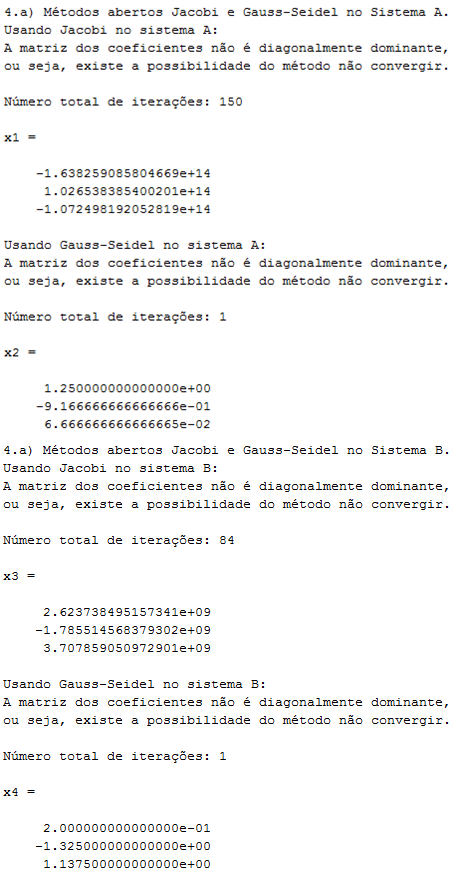 4.a) Métodos abertos Jacobi e Gauss-Seidel no Sistema A.
Usando Jacobi no sistema A:
A matriz dos coeficientes não é diagonalmente dominante,
ou seja, existe a possibilidade do método não convergir.
Número total de iterações: 150
x1 =
-1.638259085804669e+14
1.026538385400201e+14
-1.072498192052819e+14
Usando Gauss-Seidel no sistema A:
A matriz dos coeficientes não é diagonalmente dominante,
ou seja, existe a possibilidade do método não convergir.
Número total de iterações: 1
x2 =
1.250000000000000e+00
-9.166666666666666e-01
6.666666666666665e-02
4.a) Métodos abertos Jacobi e Gauss-Seidel no Sistema B.
Usando Jacobi no sistema B:
A matriz dos coeficientes não é diagonalmente dominante,
ou seja, existe a possibilidade do método não convergir.
Número total de iterações: 84
x3 =
2.623738495157341e+09
-1.785514568379302e+09
3.707859050972901e+09
Usando Gauss-Seidel no sistema B:
A matriz dos coeficientes não é diagonalmente dominante,
ou seja, existe a possibilidade do método não convergir.
Número total de iterações: 1
x4 =
2.000000000000000e-01
-1.325000000000000e+00
1.137500000000000e+00